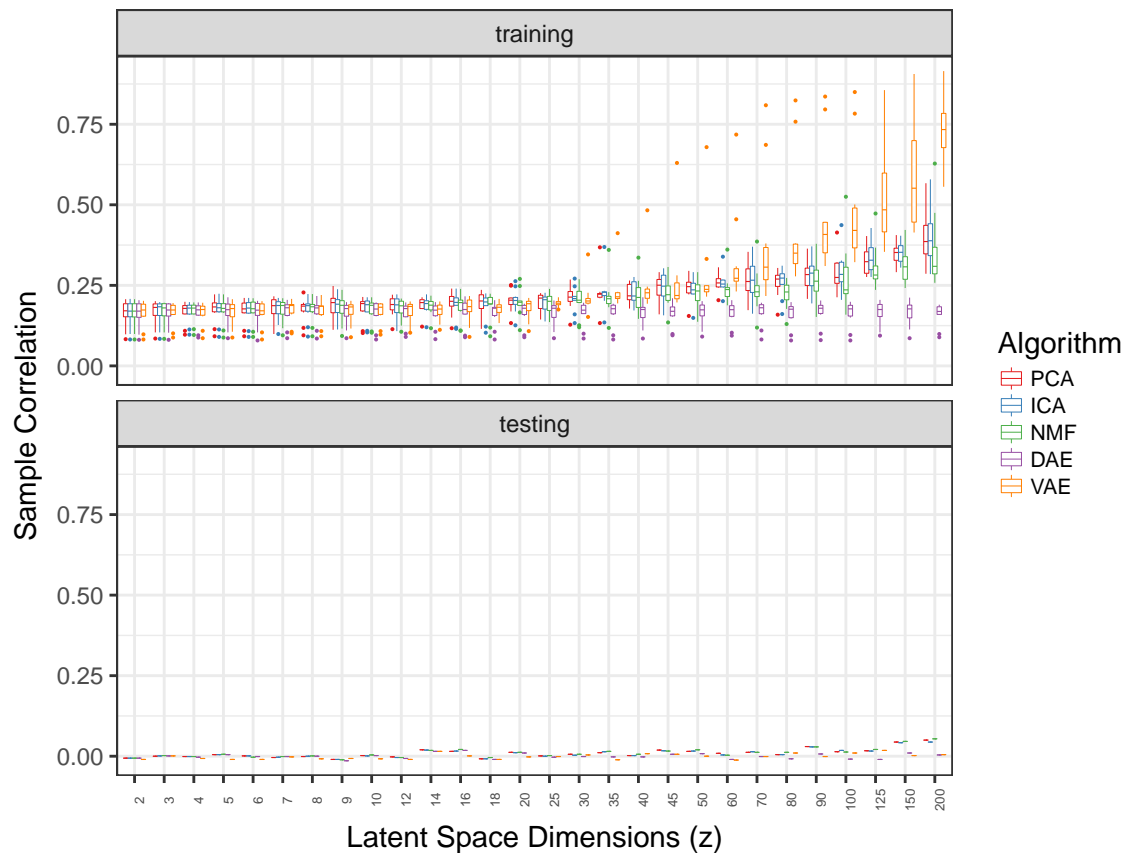 training
0.75
0.50
0.25
0.00
testing
0.75
0.50
0.25
0.00
Sample Correlation
2 3 4 5 6 7 8 9 10 12 14 16 18 20 25 30 35 40 45 50 60 70 80 90 100 125 150 200
Latent Space Dimensions (z)
Algorithm
PCA
ICA
NMF
DAE
VAE